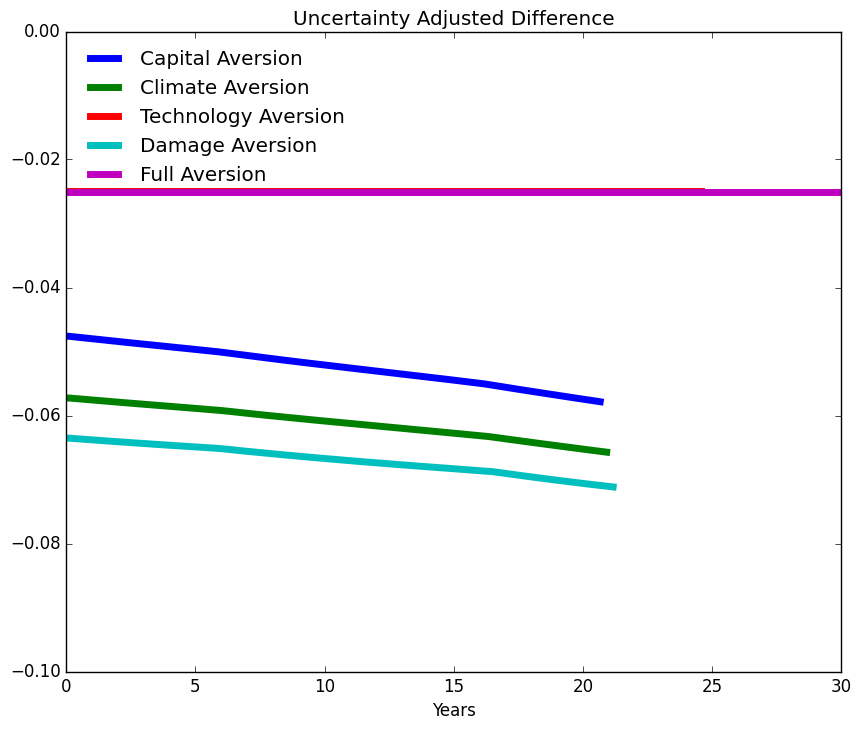 Uncertainty Adjusted Difference
0.00
Capital Aversion
Climate Aversion
Technology Aversion
Damage Aversion
Full Aversion
−0.02
−0.04
−0.06
−0.08
−0.10
0 5 10 15 20 25 30
Years